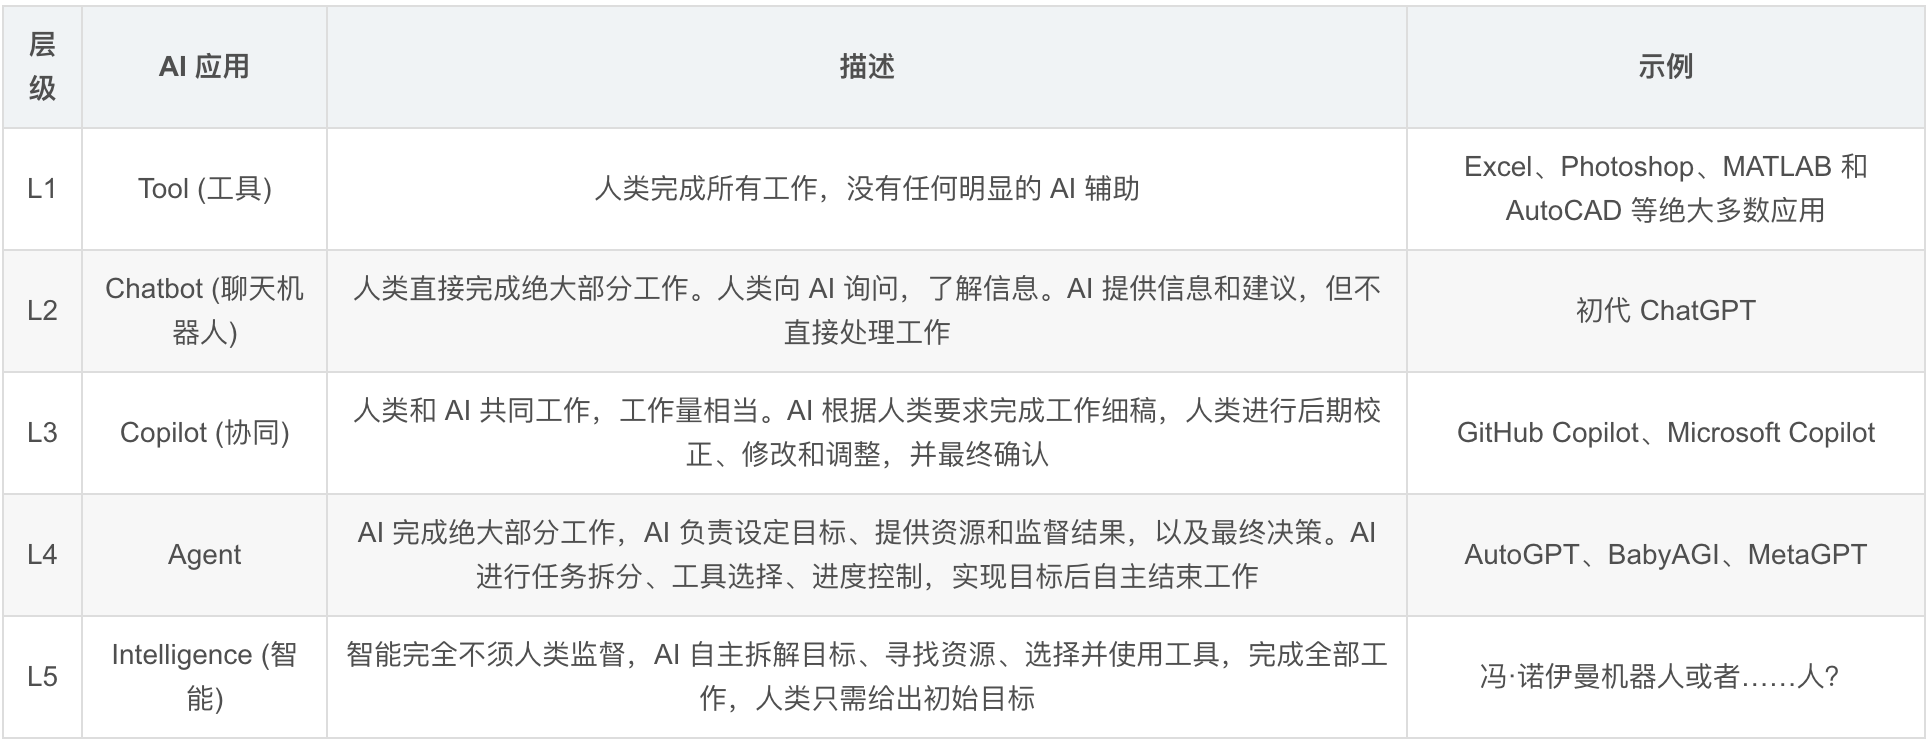 层
级
AI 应用
描述
示例
L1
Tool (工具)
人类完成所有工作，没有任何明显的 AI 辅助
Excel、Photoshop、MATLAB 和
AutoCAD 等绝大多数应用
L2
Chatbot (聊天机
器人)
人类直接完成绝大部分工作。人类向 AI 询问，了解信息。AI 提供信息和建议，但不
直接处理工作
初代 ChatGPT
L3
Copilot (协同)
人类和 AI 共同工作，工作量相当。AI 根据人类要求完成工作细稿，人类进行后期校
正、修改和调整，并最终确认
GitHub Copilot、Microsoft Copilot
L4
Agent
AI 完成绝大部分工作，AI 负责设定目标、提供资源和监督结果，以及最终决策。AI
进行任务拆分、工具选择、进度控制，实现目标后自主结束工作
AutoGPT、BabyAGI、MetaGPT
L5
Intelligence (智
能)
智能完全不须人类监督，AI 自主拆解目标、寻找资源、选择并使用工具，完成全部工
作，人类只需给出初始目标
冯·诺伊曼机器人或者……人？